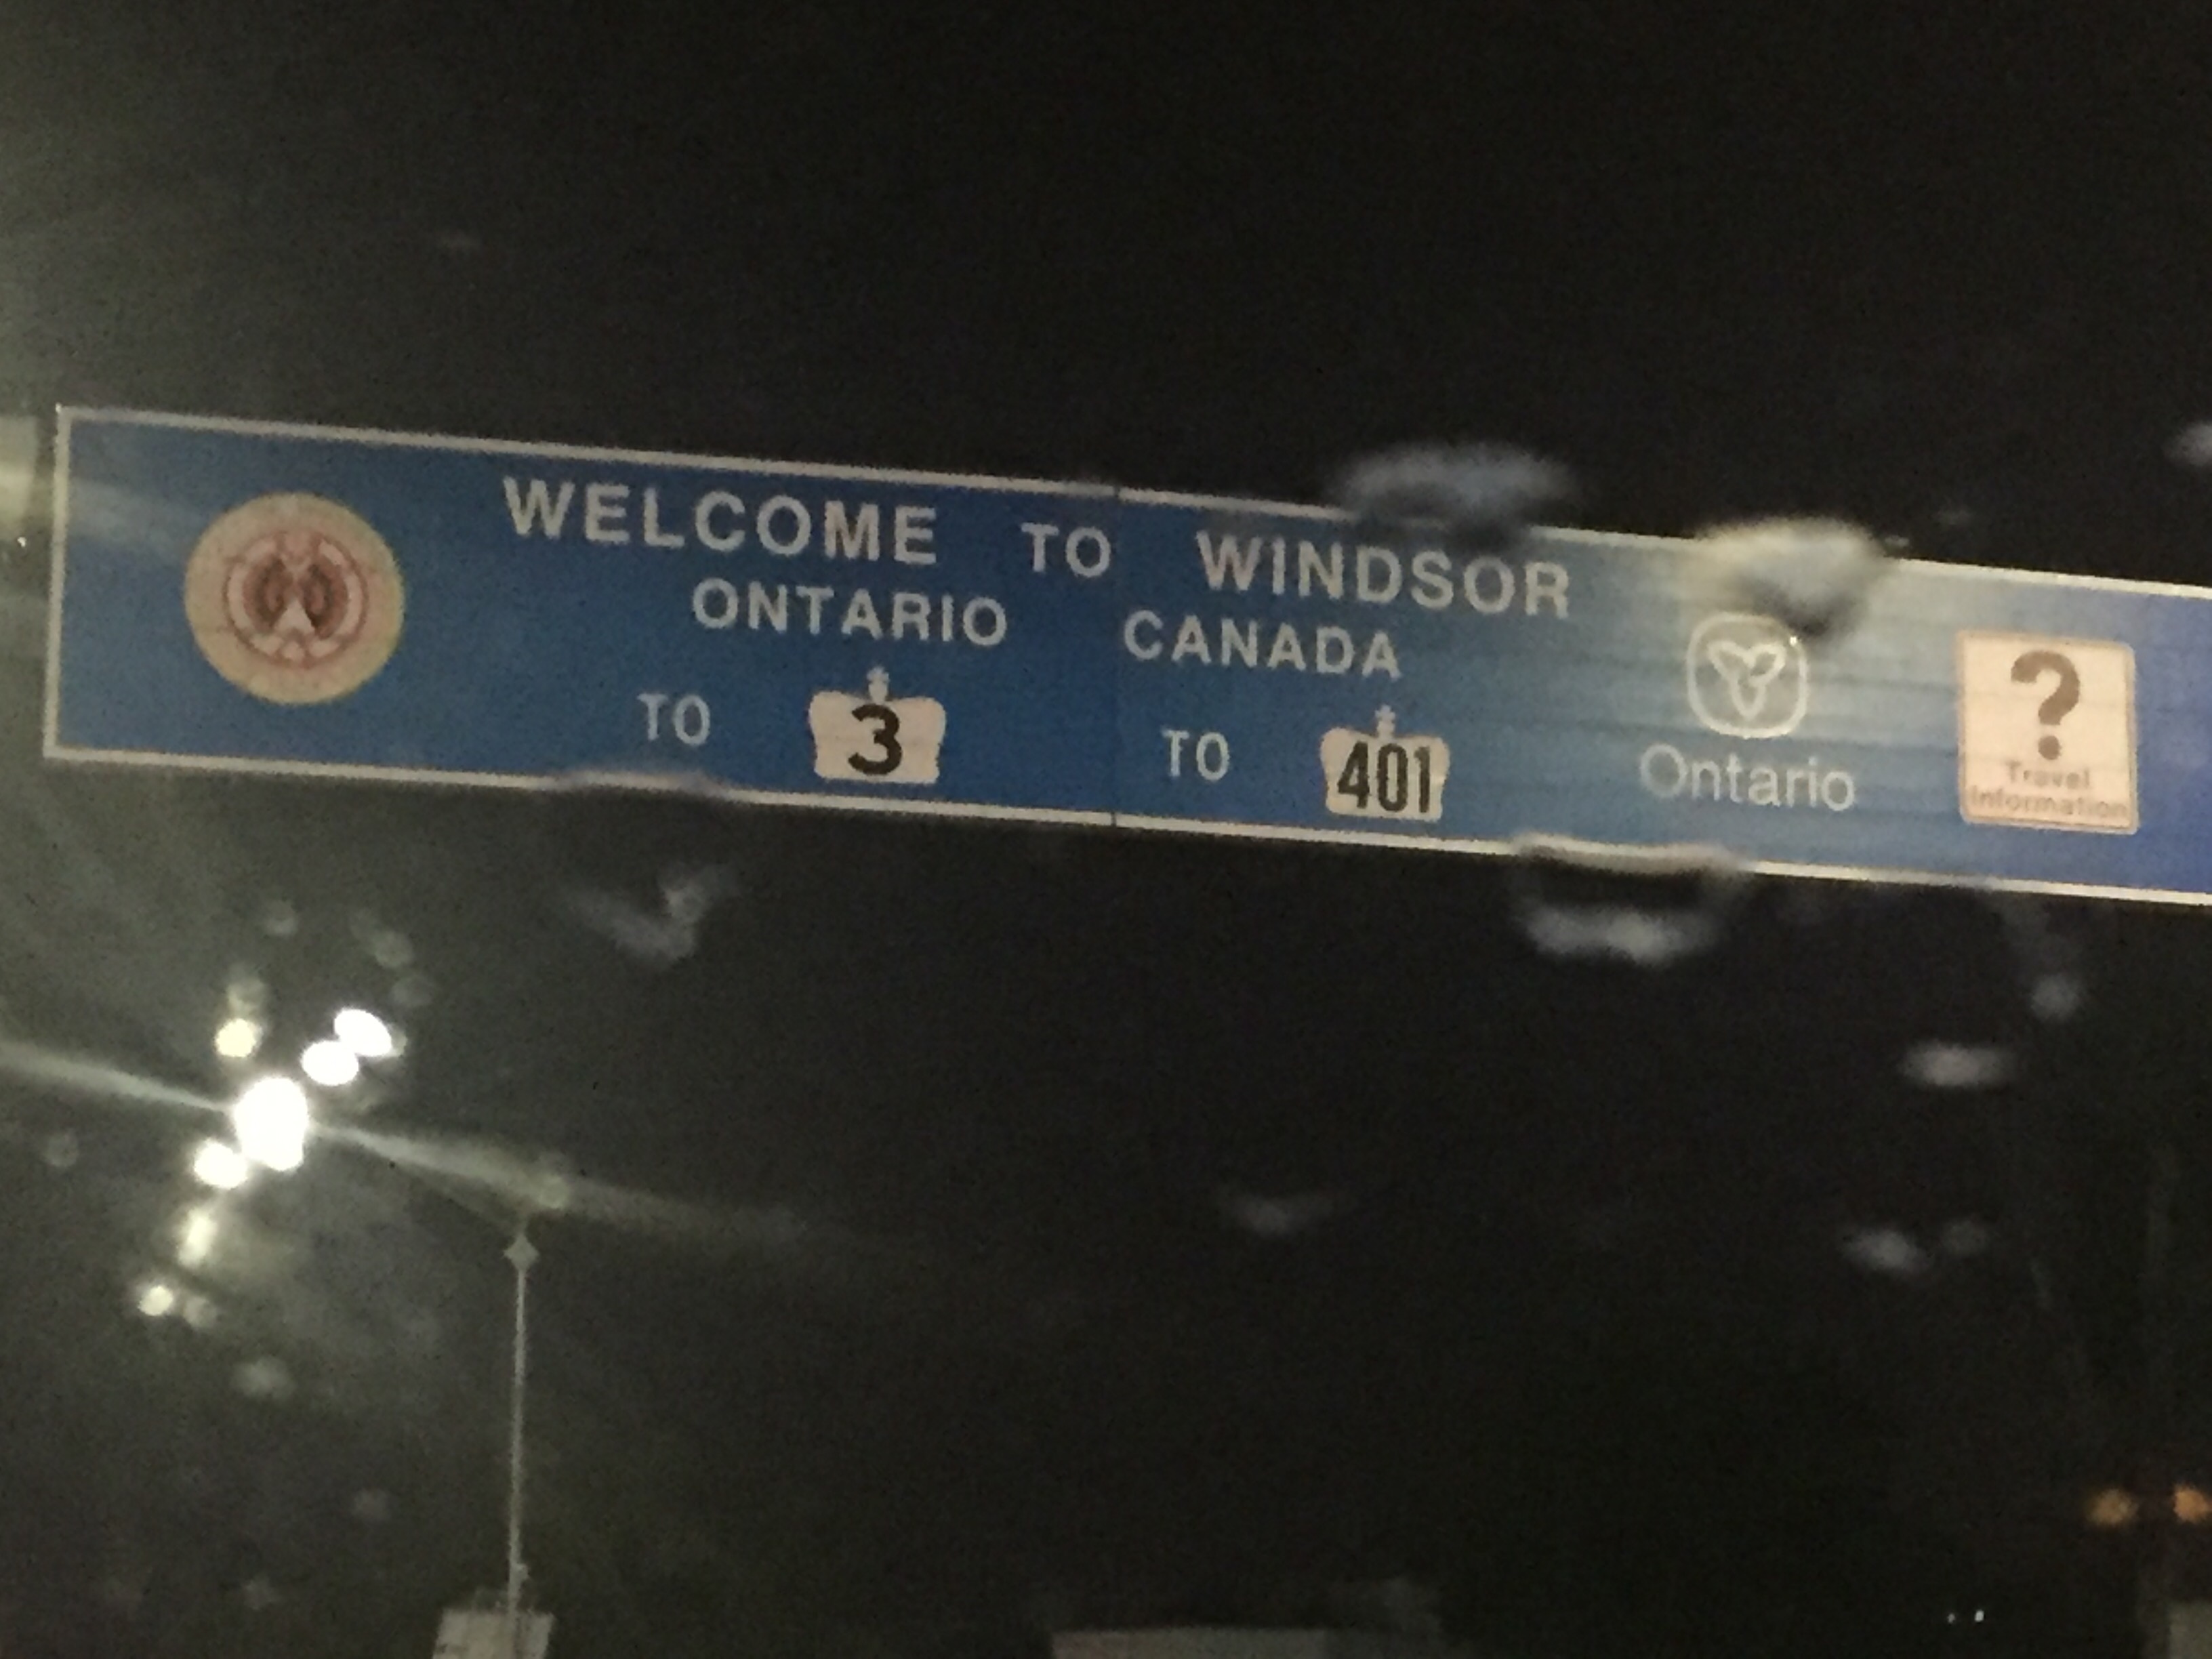 WELCOME TO WINDSOR
ONTARIO CANADA
TO 3 TO 401
Ontario
?
Travel
Information